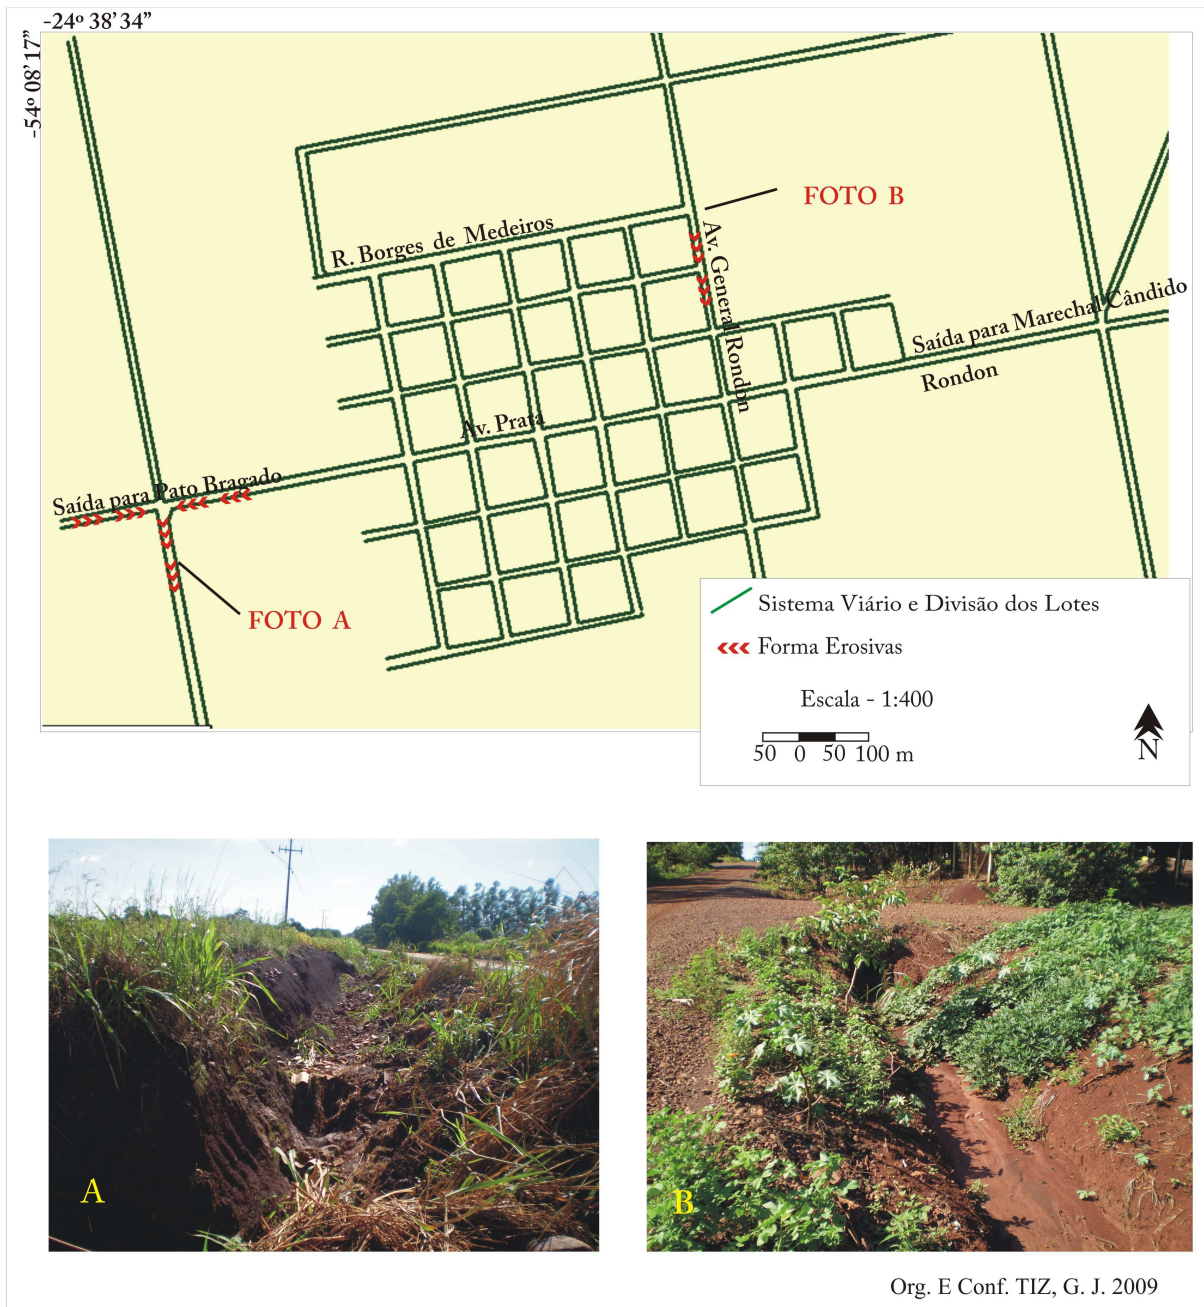 -24º 38’34”
-54º 08’17”
FOTO B
R. Borges de Medeiros
Av. General Rondon
Saída para Marechal Cândido
Rondon
Av. Prata
Saída para Pato Bragado
FOTO A
Sistema Viário e Divisão dos Lotes
Forma Erosivas
Escala - 1:400
50 0 50 100 m
N
A
B
Org. E Conf. TIZ, G. J. 2009